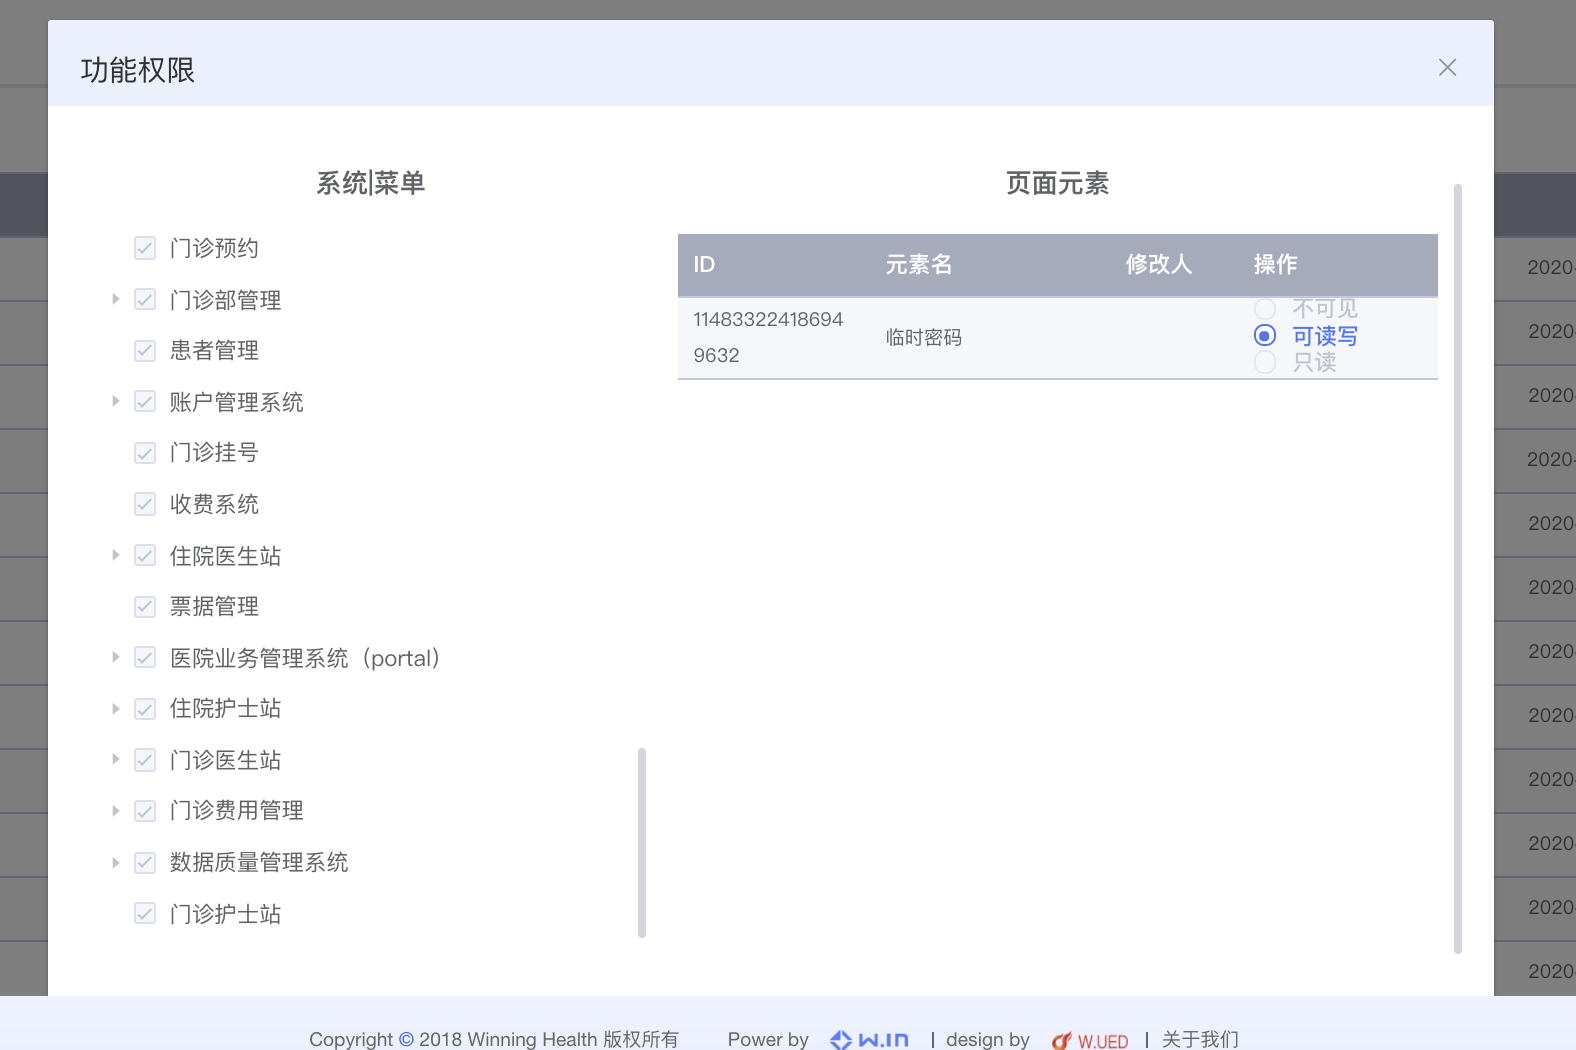 功能权限
系统|菜单
门诊预约
门诊部管理
患者管理
账户管理系统
门诊挂号
收费系统
住院医生站
票据管理
医院业务管理系统（portal）
住院护士站
门诊医生站
门诊费用管理
数据质量管理系统
门诊护士站
页面元素
ID 元素名 修改人 操作
11483322418694
9632
临时密码
不可见
可读写
只读
2020-
2020-
2020-
2020-
2020-
2020-
2020-
2020-
2020-
2020-
2020-
2020-
Copyright © 2018 Winning Health 版权所有 Power by W.in | design by W.UED | 关于我们